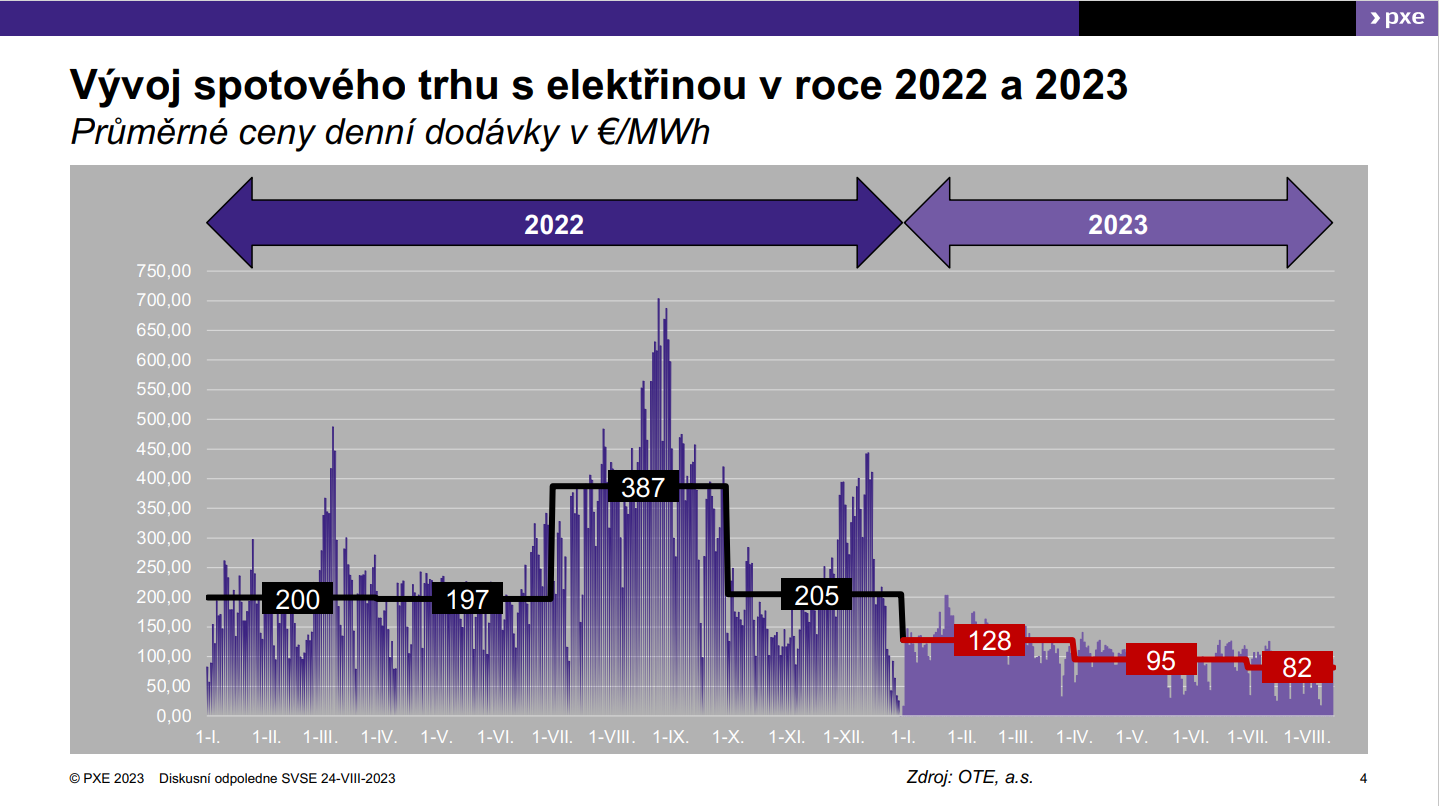 pxe
Vývoj spotového trhu s elektřinou v roce 2022 a 2023
Průměrné ceny denní dodávky v €/MWh
2022 2023
750,00
700,00
650,00
600,00
550,00
500,00
450,00
400,00
350,00
300,00
250,00
200,00
150,00
100,00
50,00
0,00
200 197 387 205 128 95 82
1-I. 1-II. 1-III. 1-IV. 1-V. 1-VI. 1-VII. 1-VIII. 1-IX. 1-X. 1-XI. 1-XII. 1-I. 1-II. 1-III. 1-IV. 1-V. 1-VI. 1-VII. 1-VIII.
© PXE 2023 Diskusní odpoledne SVSE 24-VIII-2023 Zdroj: OTE, a.s. 4